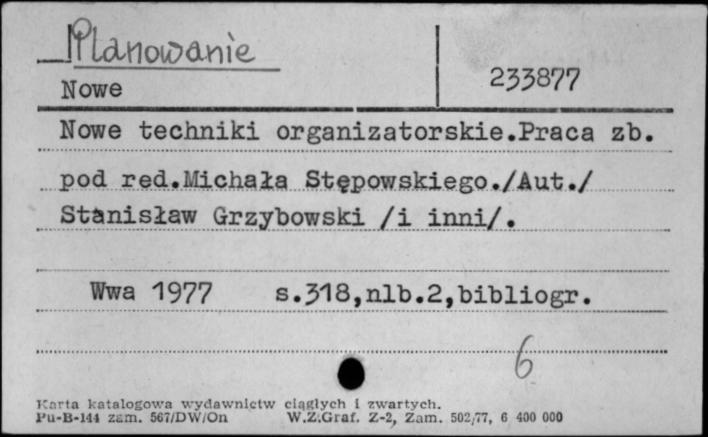 Planowanie
Nowe
233877
Nowe techniki organizatorskie.Praca zb.
pod red.Michała Stępowskiego./Aut./
Stanisław Grzybowski /i inni/.
Wwa 1977 s.318,nlb.2,bibliogr.
6
Karta katalogowa wydawnictw ciągłych i zwartych.
Pu-B-144 zam. 567/DW/On W.Z.Graf. Z-2, Zam. 502/77, 6 400 000